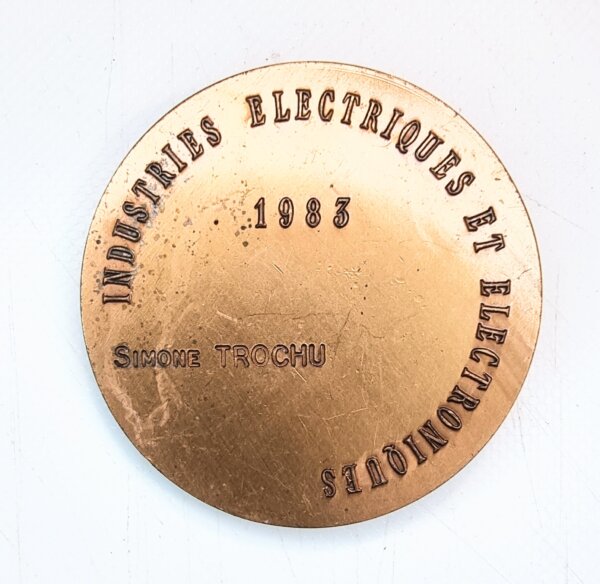 INDUSTRIES ELECTRIQUES ET ELECTRONIQUES
1983
SIMONE TROCHU